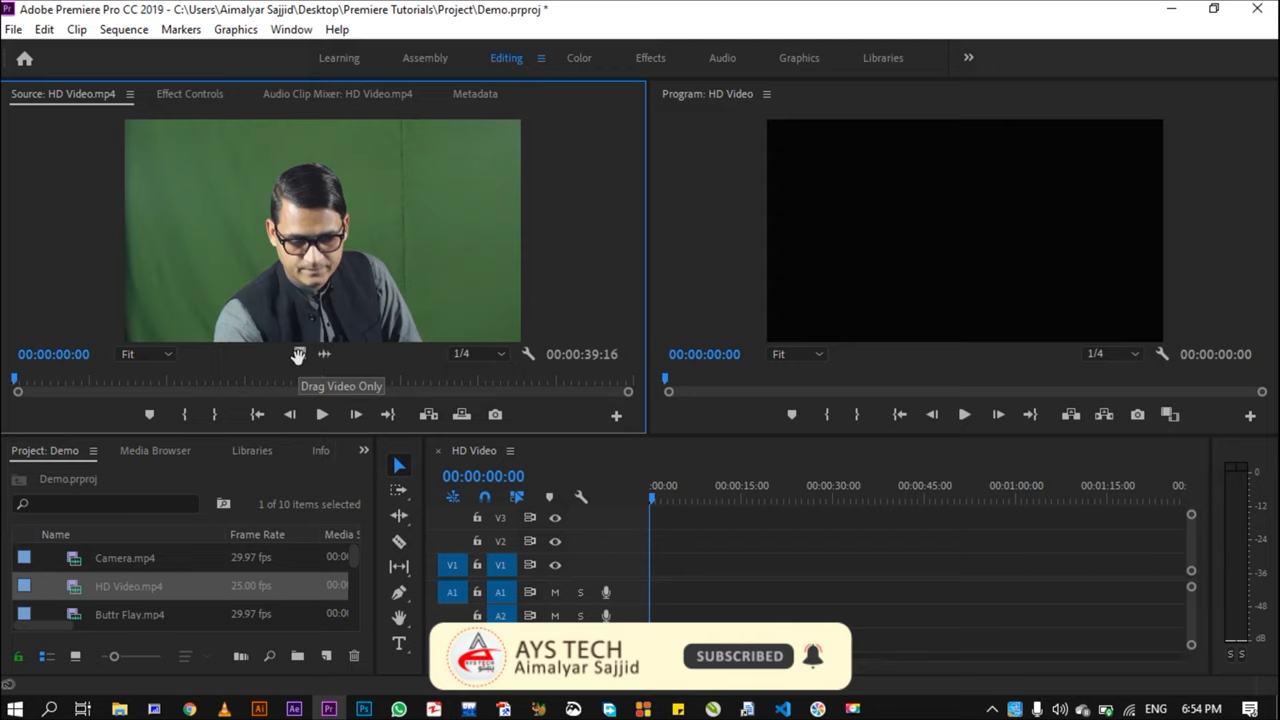 Adobe Premiere Pro CC 2019 - C:\Users\Aimalyar Sajjid\Desktop\Premiere Tutorials\Project\Demo.prproj *
File Edit Clip Sequence Markers Graphics Window Help
Learning Assembly Editing Color Effects Audio Graphics Libraries
Source: HD Video.mp4 Effect Controls Audio Clip Mixer: HD Video.mp4 Metadata
Program: HD Video
00:00:00:00 Fit 1/4 00:00:39:16
Drag Video Only
00:00:00:00 Fit 1/4 00:00:00:00
Project: Demo Media Browser Libraries Info
Demo.prproj
1 of 10 items selected
Name Frame Rate Media S
Camera.mp4 29.97 fps 00:0
HD Video.mp4 25.00 fps 00:0
Buttr Flay.mp4 29.97 fps 00:0
HD Video
00:00:00:00
:00:00 00:00:15:00 00:00:30:00 00:00:45:00 00:01:00:00 00:01:15:00 00:
V3
V2
V1 V1
A1 A1 M S
A2 M S
0
-12
-24
-36
-48
dB
S S
AYS TECH
Aimalyar Sajjid
SUBSCRIBED
ENG 6:54 PM